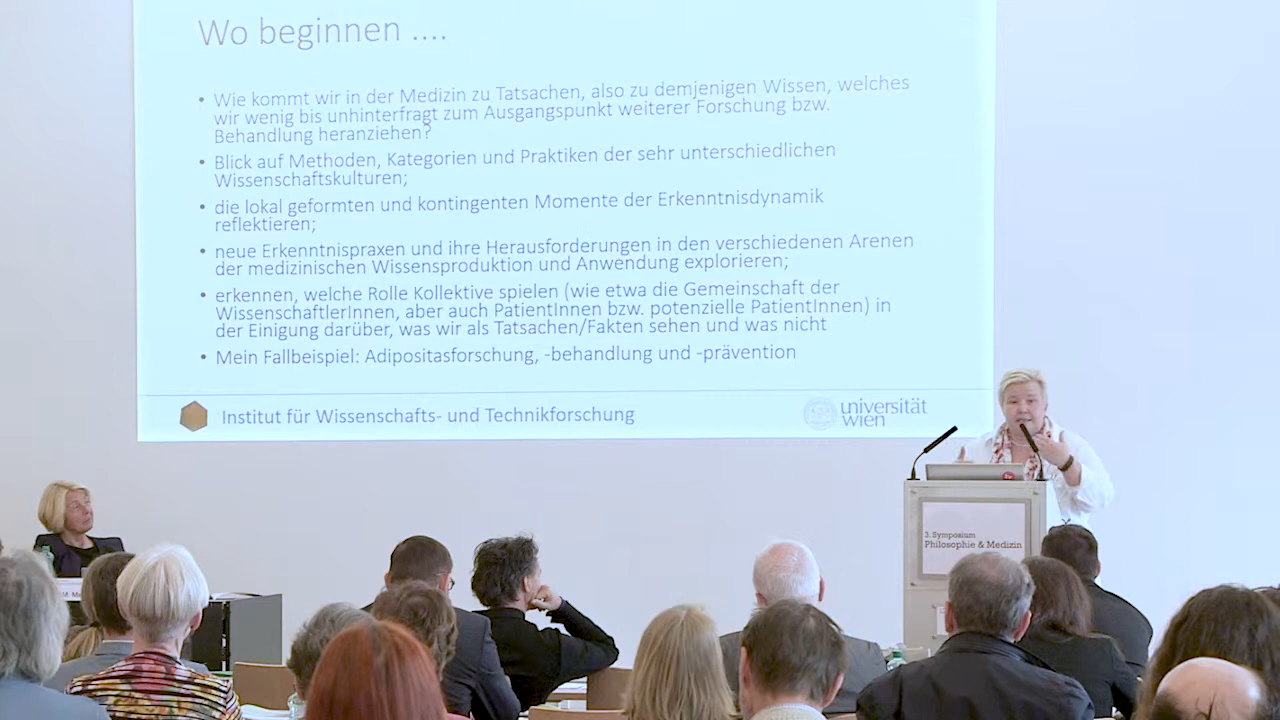 Wo beginnen ....
• Wie kommt wir in der Medizin zu Tatsachen, also zu demjenigen Wissen, welches
wir wenig bis unhinterfragt zum Ausgangspunkt weiterer Forschung bzw.
Behandlung heranziehen?
• Blick auf Methoden, Kategorien und Praktiken der sehr unterschiedlichen
Wissenschaftskulturen;
• die lokal geformten und kontingenten Momente der Erkenntnisdynamik
reflektieren;
• neue Erkenntnispraxen und ihre Herausforderungen in den verschiedenen Arenen
der medizinischen Wissensproduktion und Anwendung explorieren;
• erkennen, welche Rolle Kollektive spielen (wie etwa die Gemeinschaft der
WissenschaftlerInnen, aber auch PatientInnen bzw. potenzielle PatientInnen) in
der Einigung darüber, was wir als Tatsachen/Fakten sehen und was nicht
• Mein Fallbeispiel: Adipositasforschung, -behandlung und -prävention
Institut für Wissenschafts- und Technikforschung
universität
wien
3. Symposium
Philosophie & Medizin